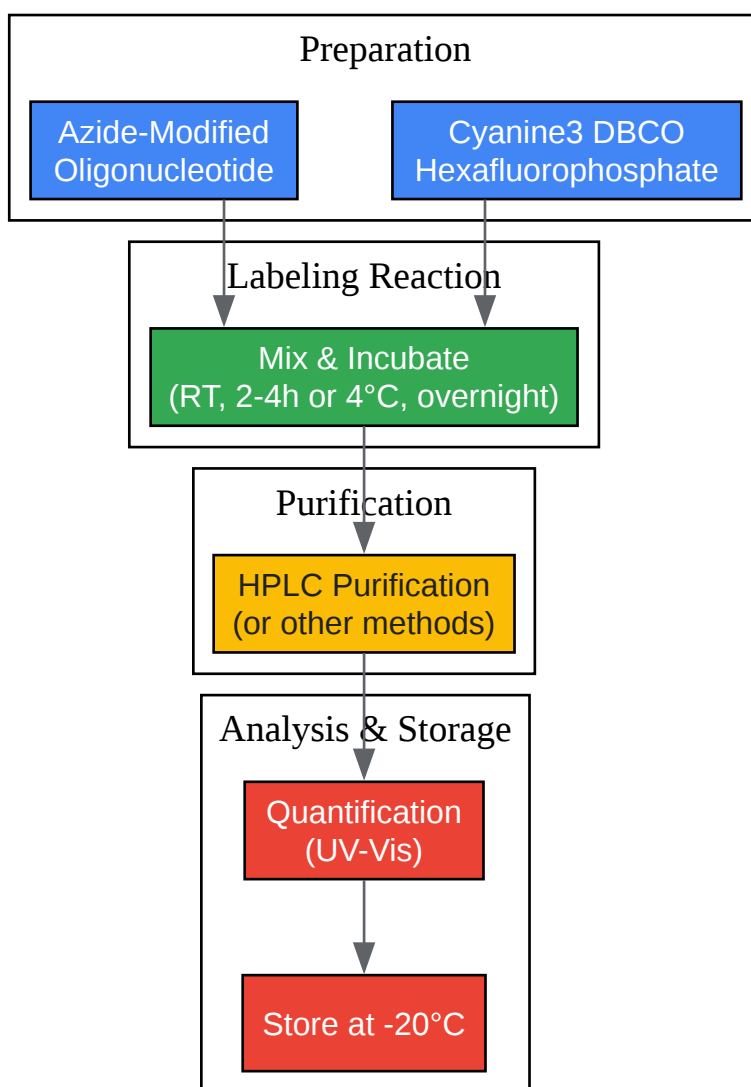 Preparation
Azide-Modified
Oligonucleotide
Cyanine3 DBCO
Hexafluorophosphate
Labeling Reaction
Mix & Incubate
(RT, 2-4h or 4°C, overnight)
Purification
HPLC Purification
(or other methods)
Analysis & Storage
Quantification
(UV-Vis)
Store at -20°C